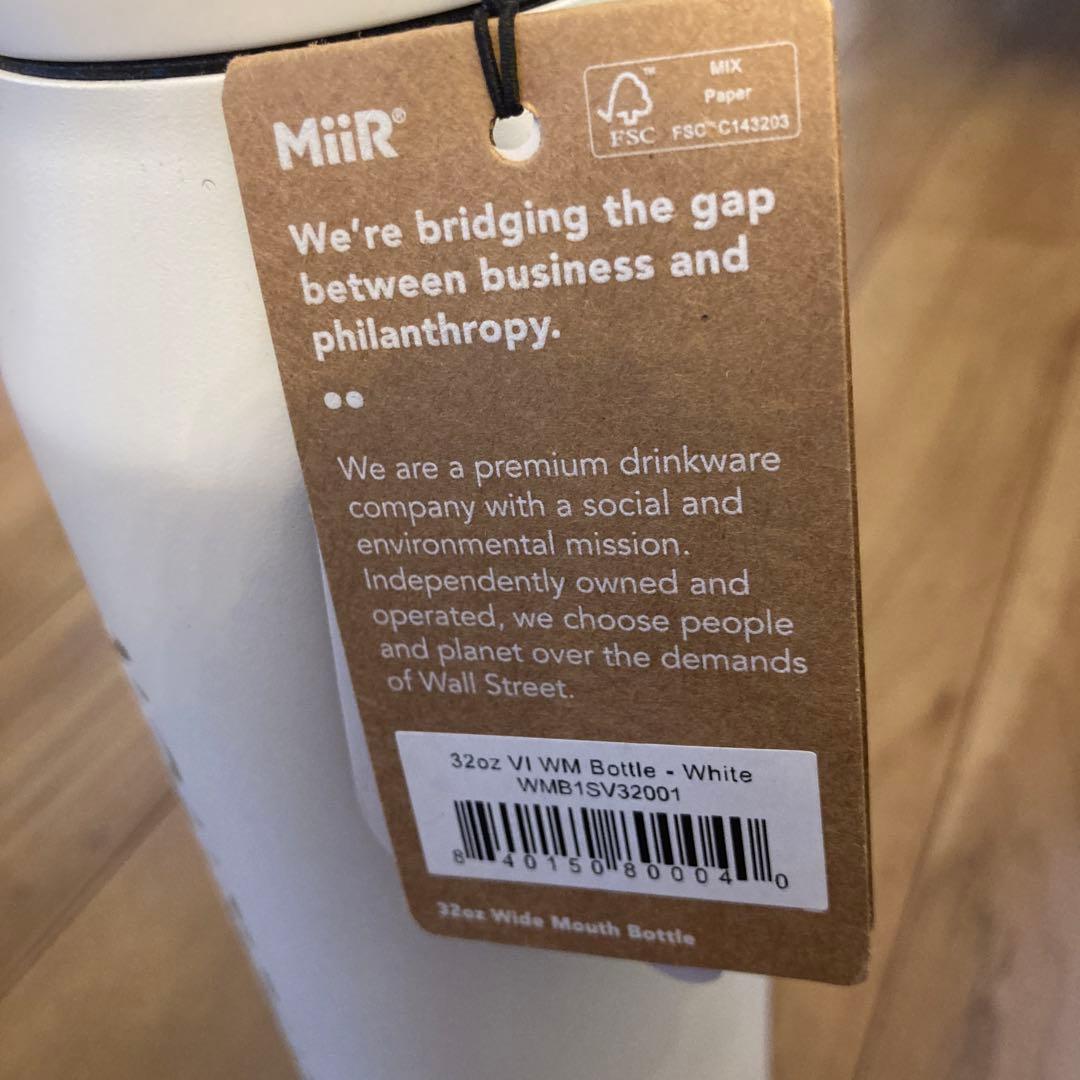 MiiR®
FSC™
MIX
Paper
FSC™ C143203
We're bridging the gap
between business and
philanthropy.
We are a premium drinkware
company with a social and
environmental mission.
Independently owned and
operated, we choose people
and planet over the demands
of Wall Street.
32oz VI WM Bottle - White
WMB1SV32001
8 40150 80004 0
32oz Wide Mouth Bottle